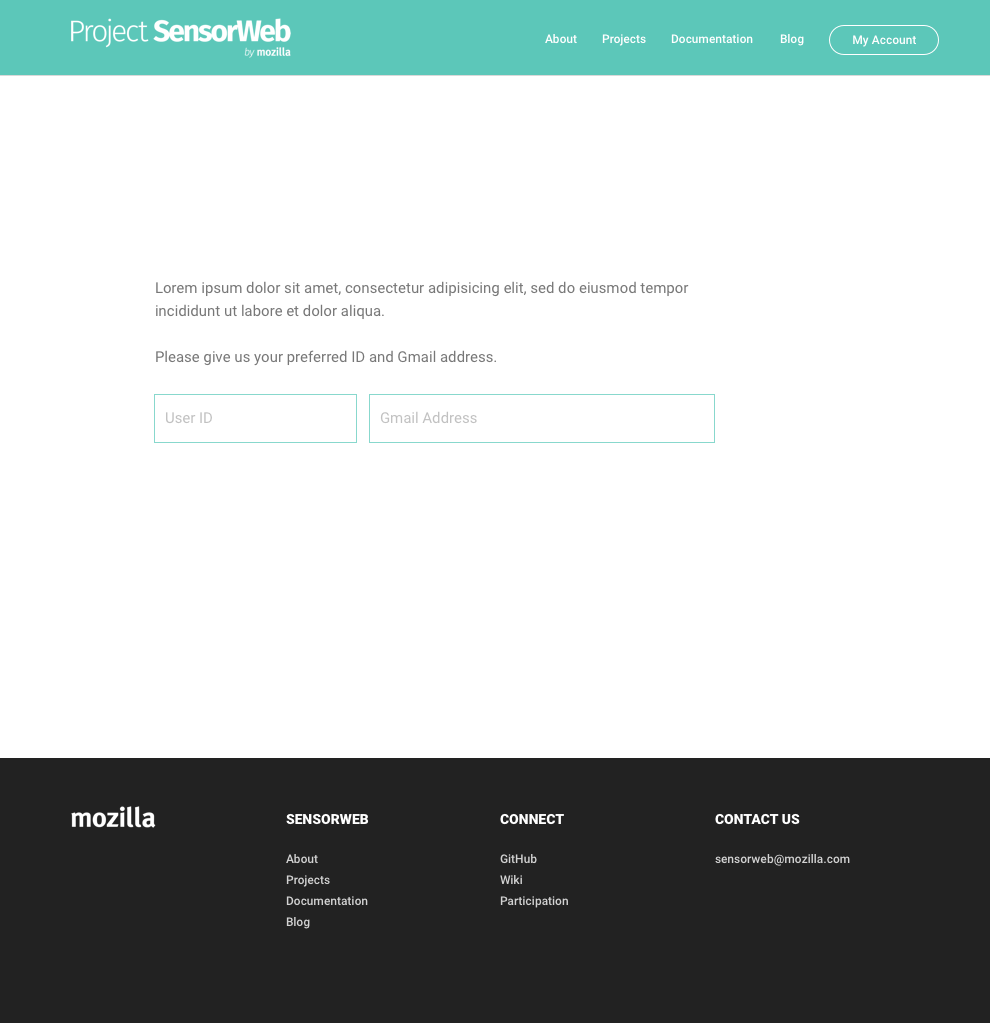 Project SensorWeb
by mozilla
About Projects Documentation Blog My Account
Lorem ipsum dolor sit amet, consectetur adipisicing elit, sed do eiusmod tempor
incididunt ut labore et dolor aliqua.
Please give us your preferred ID and Gmail address.
User ID Gmail Address
mozilla
SENSORWEB
About
Projects
Documentation
Blog
CONNECT
GitHub
Wiki
Participation
CONTACT US
sensorweb@mozilla.com